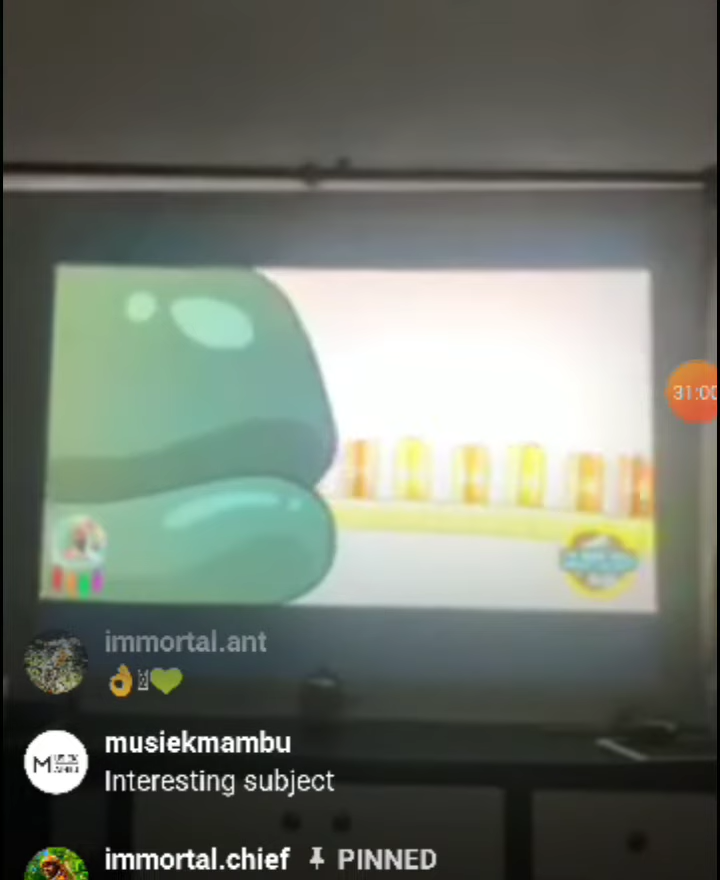 31:00
immortal.ant
👌💚
musiekmambu
Interesting subject
immortal.chief PINNED